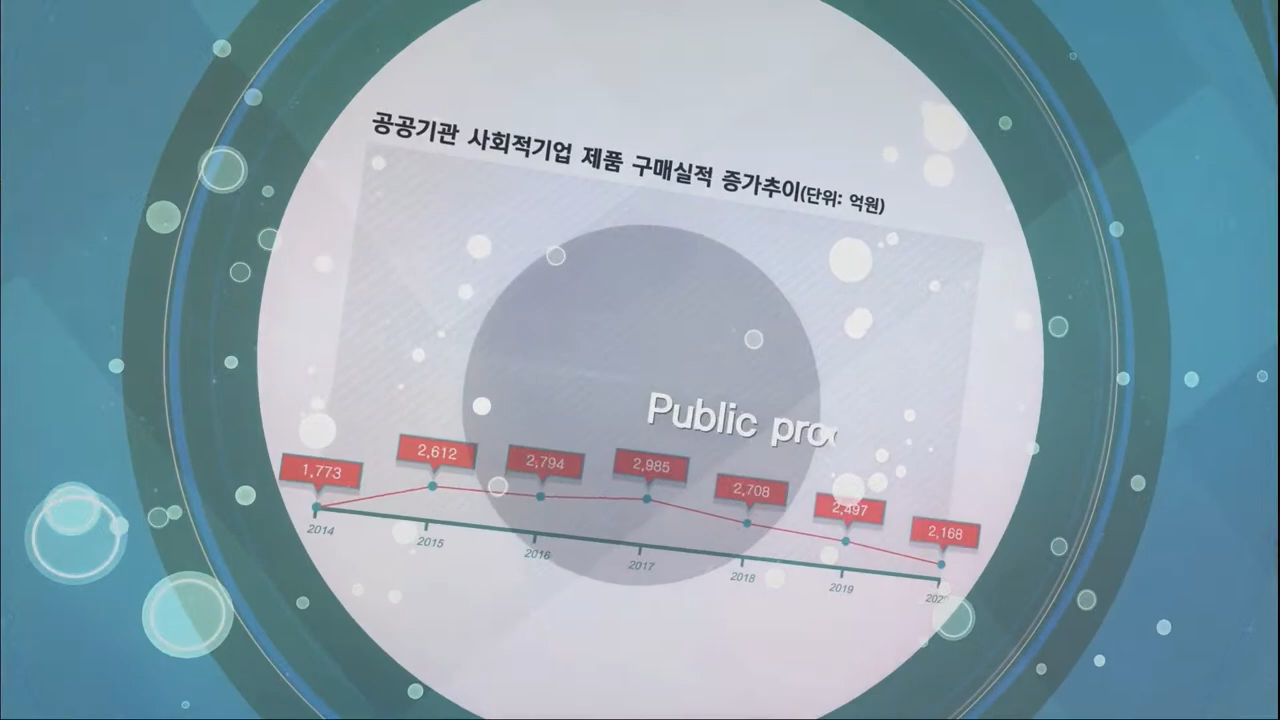 공공기관 사회적기업 제품 구매실적 증가추이(단위: 억원)
Public
1,773 2,612 2,794 2,985 2,708 2,497 2,168
2014 2015 2016 2017 2018 2019 2020